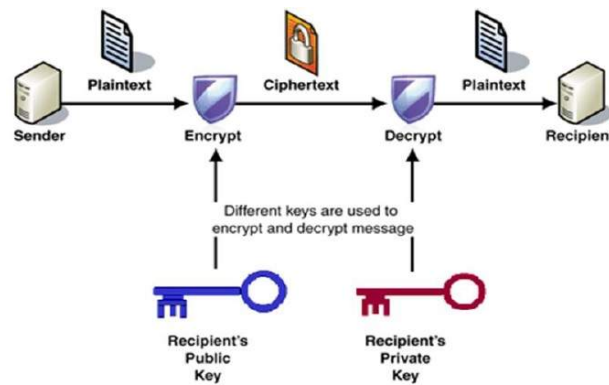 Plaintext
Ciphertext
Plaintext
Sender
Encrypt
Decrypt
Recipien
Different keys are used to
encrypt and decrypt message
Recipient's
Public
Key
Recipient's
Private
Key